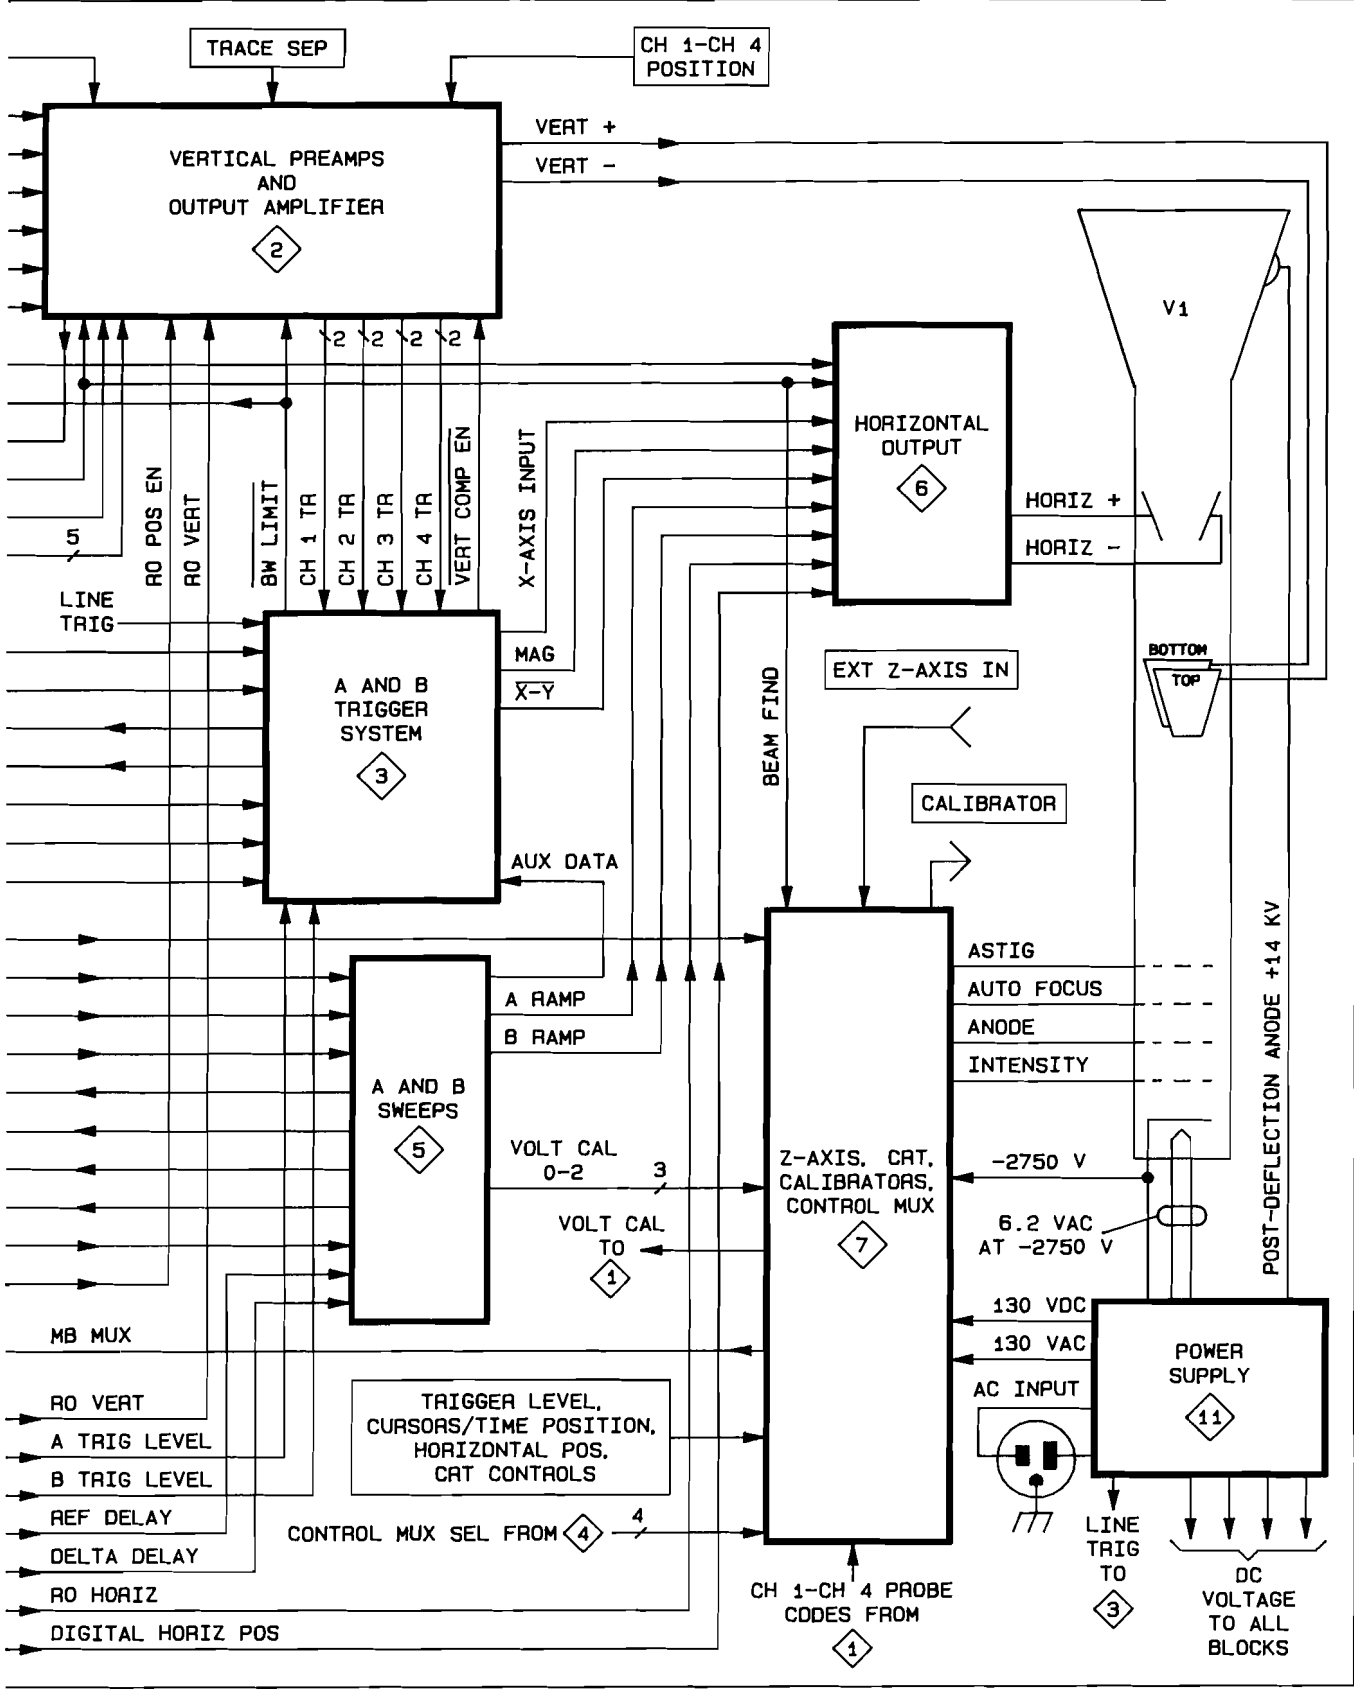 TRACE SEP
CH 1-CH 4
POSITION
VERTICAL PREAMPS
AND
OUTPUT AMPLIFIER
2
VERT +
VERT -
V1
2
2
2
2
HORIZONTAL
OUTPUT
6
HORIZ +
HORIZ -
5
RO POS EN
RO VERT
BW LIMIT
CH 1 TR
CH 2 TR
CH 3 TR
CH 4 TR
VERT COMP EN
X-AXIS INPUT
LINE
TRIG
MAG
X-Y
A AND B
TRIGGER
SYSTEM
3
BEAM FIND
EXT Z-AXIS IN
BOTTOM
TOP
CALIBRATOR
AUX DATA
A RAMP
B RAMP
A AND B
SWEEPS
5
ASTIG
AUTO FOCUS
ANODE
INTENSITY
POST-DEFLECTION ANODE +14 KV
VOLT CAL
0-2
3
VOLT CAL
TO
1
Z-AXIS, CRT,
CALIBRATORS,
CONTROL MUX
7
-2750 V
6.2 VAC
AT -2750 V
130 VDC
130 VAC
AC INPUT
POWER
SUPPLY
11
MB MUX
RO VERT
A TRIG LEVEL
B TRIG LEVEL
REF DELAY
DELTA DELAY
RO HORIZ
DIGITAL HORIZ POS
TRIGGER LEVEL,
CURSORS/TIME POSITION,
HORIZONTAL POS,
CRT CONTROLS
CONTROL MUX SEL FROM 4
4
CH 1-CH 4 PROBE
CODES FROM
1
LINE
TRIG
TO
3
DC
VOLTAGE
TO ALL
BLOCKS